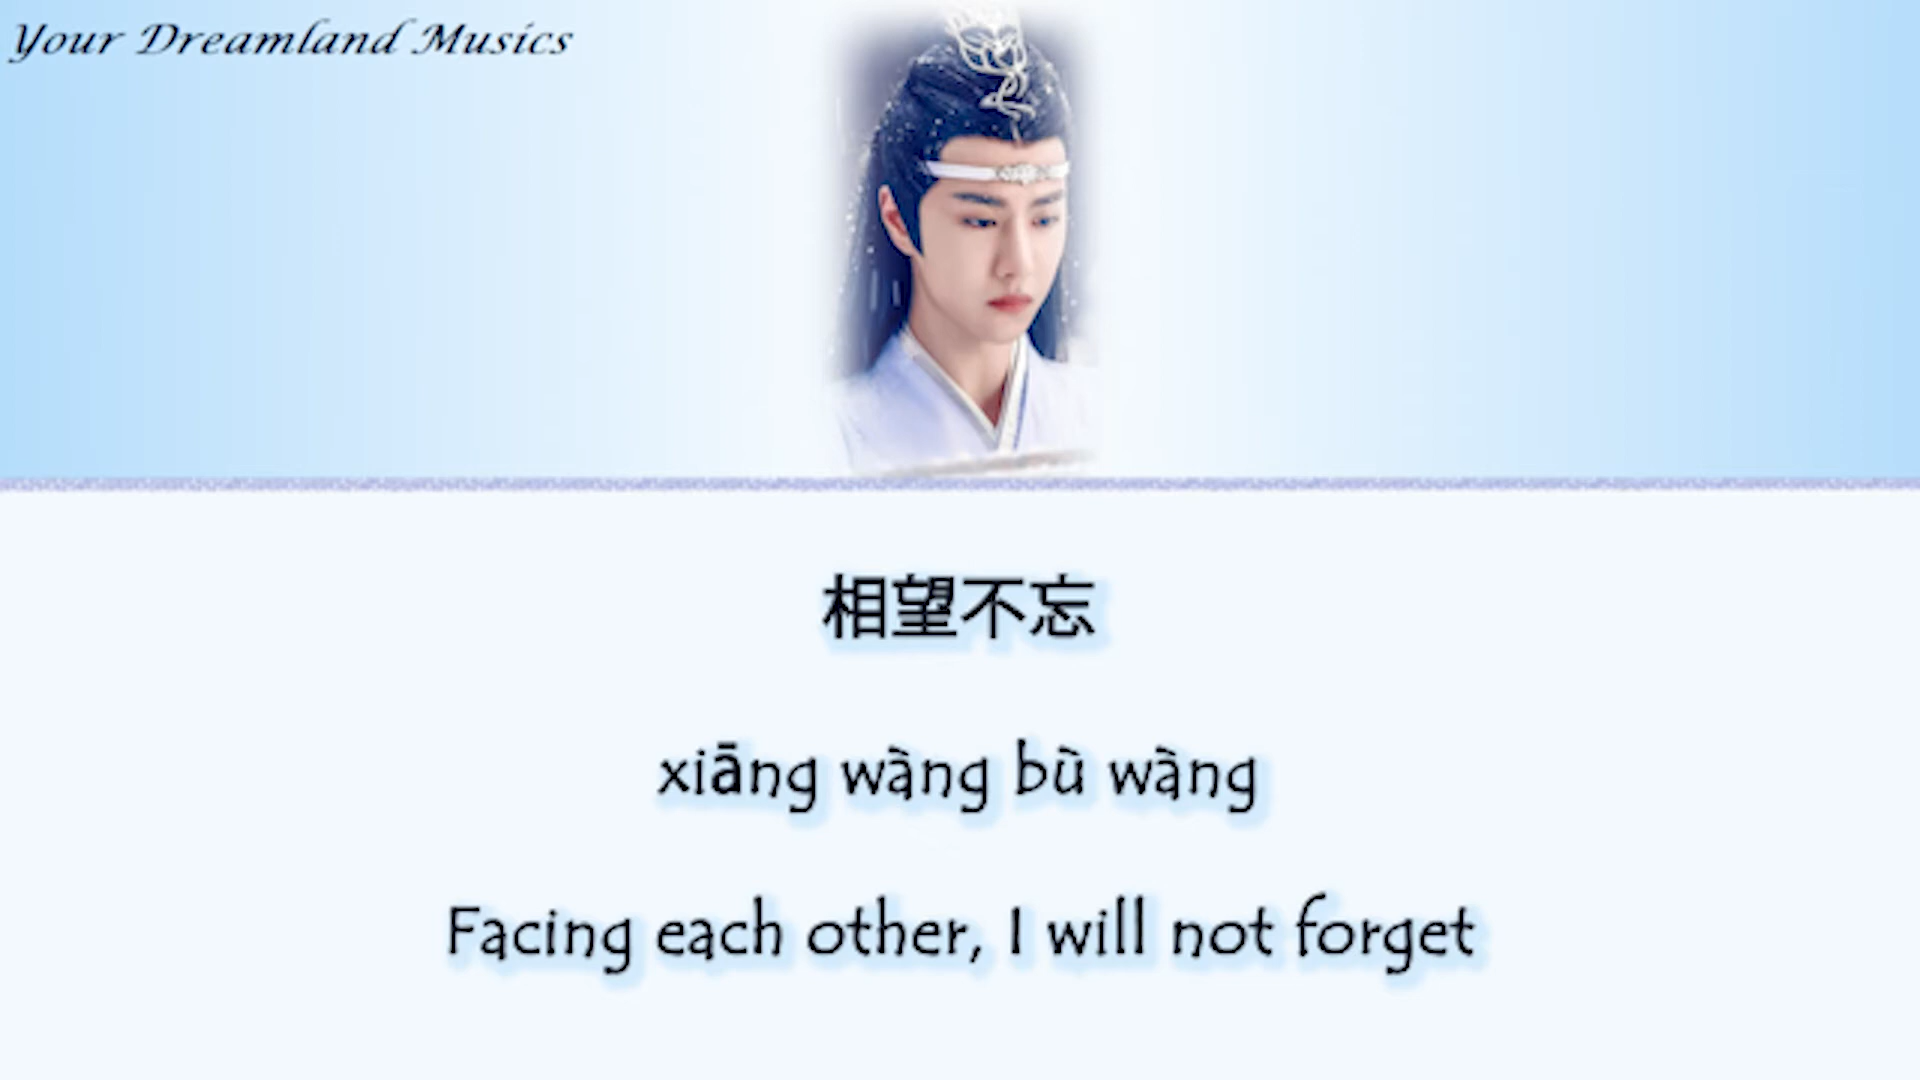 Your Dreamland Musics
相望不忘
xiāng wàng bù wàng
Facing each other, I will not forget